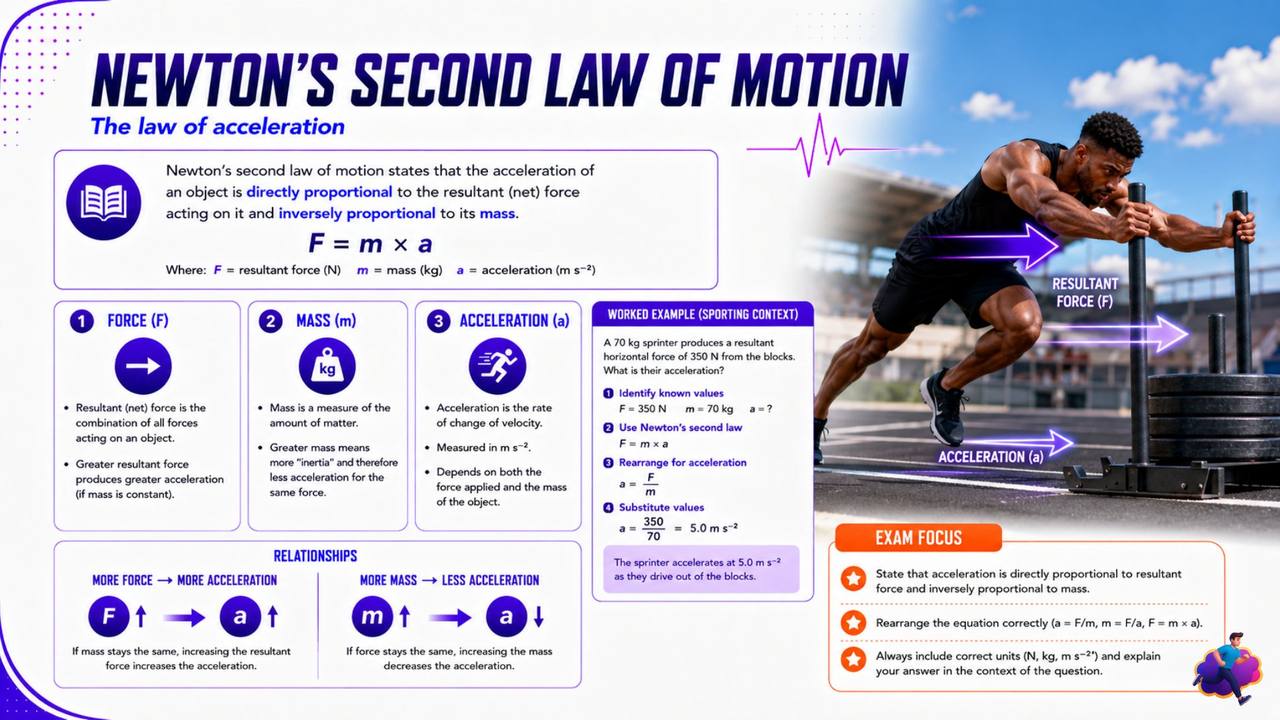 NEWTON'S SECOND LAW OF MOTION
The law of acceleration
Newton's second law of motion states that the acceleration of
an object is directly proportional to the resultant (net) force
acting on it and inversely proportional to its mass.
F = m × a
Where: F = resultant force (N) m = mass (kg) a = acceleration (m s⁻²)
1 FORCE (F)
• Resultant (net) force is the
combination of all forces
acting on an object.
• Greater resultant force
produces greater acceleration
(if mass is constant).
2 MASS (m)
kg
• Mass is a measure of the
amount of matter.
• Greater mass means
more "inertia" and therefore
less acceleration for the
same force.
3 ACCELERATION (a)
• Acceleration is the rate
of change of velocity.
• Measured in m s⁻².
• Depends on both the
force applied and the mass
of the object.
WORKED EXAMPLE (SPORTING CONTEXT)
A 70 kg sprinter produces a resultant
horizontal force of 350 N from the blocks.
What is their acceleration?
1 Identify known values
F = 350 N m = 70 kg a = ?
2 Use Newton's second law
F = m × a
3 Rearrange for acceleration
a = F/m
4 Substitute values
a = 350/70 = 5.0 m s⁻²
The sprinter accelerates at 5.0 m s⁻²
as they drive out of the blocks.
RELATIONSHIPS
MORE FORCE → MORE ACCELERATION
F ↑ → a ↑
If mass stays the same, increasing the resultant
force increases the acceleration.
MORE MASS → LESS ACCELERATION
m ↑ → a ↓
If force stays the same, increasing the mass
decreases the acceleration.
RESULTANT
FORCE (F)
ACCELERATION (a)
EXAM FOCUS
State that acceleration is directly proportional to resultant
force and inversely proportional to mass.
Rearrange the equation correctly (a = F/m, m = F/a, F = m × a).
Always include correct units (N, kg, m s⁻²') and explain
your answer in the context of the question.